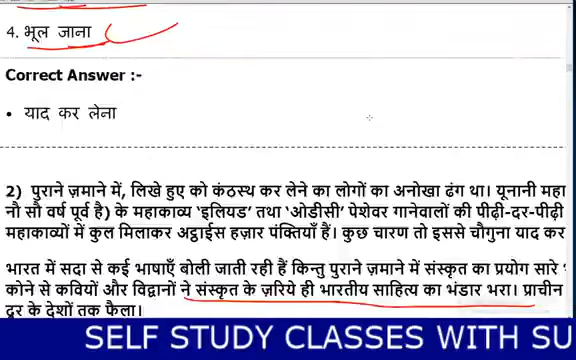 4. भूल जाना
Correct Answer :-
• याद कर लेना
2) पुराने ज़माने में, लिखे हुए को कंठस्थ कर लेने का लोगों का अनोखा ढंग था। यूनानी महा
नौ सौ वर्ष पूर्व है) के महाकाव्य 'इलियड' तथा 'ओडीसी' पेशेवर गानेवालों की पीढ़ी-दर-पीढ़ी
महाकाव्यों में कुल मिलाकर अट्ठाईस हज़ार पंक्तियाँ हैं। कुछ चारण तो इससे चौगुना याद कर
भारत में सदा से कई भाषाएँ बोली जाती रही हैं किन्तु पुराने ज़माने में संस्कृत का प्रयोग सारे
कोने से कवियों और विद्वानों ने संस्कृत के ज़रिये ही भारतीय साहित्य का भंडार भरा। प्राचीन
दूर के देशों तक फैला।
SELF STUDY CLASSES WITH SU